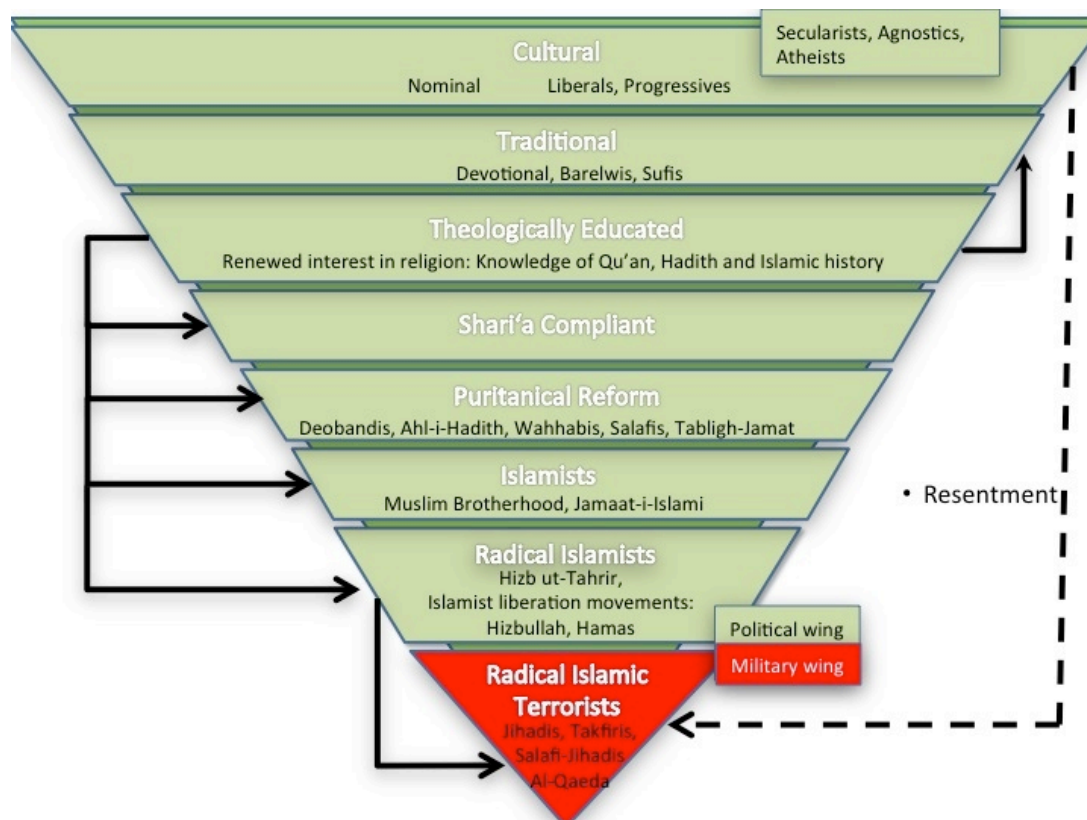 Secularists, Agnostics,
Atheists
Cultural
Nominal Liberals, Progressives
Traditional
Devotional, Barelwis, Sufis
Theologically Educated
Renewed interest in religion: Knowledge of Qu’an, Hadith and Islamic history
Shari‘a Compliant
Puritanical Reform
Deobandis, Ahl-i-Hadith, Wahhabis, Salafis, Tabligh-Jamat
Islamists
Muslim Brotherhood, Jamaat-i-Islami
• Resentment
Radical Islamists
Hizb ut-Tahrir,
Islamist liberation movements:
Hizbullah, Hamas
Political wing
Military wing
Radical Islamic
Terrorists
Jihadis, Takfiris,
Salafi-Jihadis
Al-Qaeda